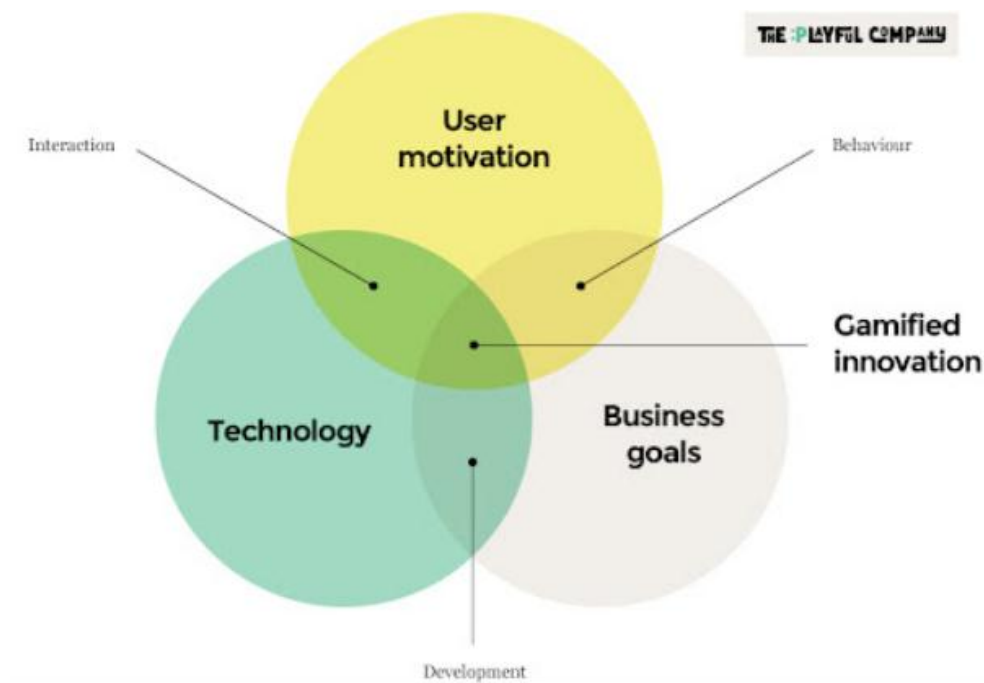 THE :PLAYFUL COMPANY
User
motivation
Interaction
Behaviour
Gamified
innovation
Technology
Business
goals
Development